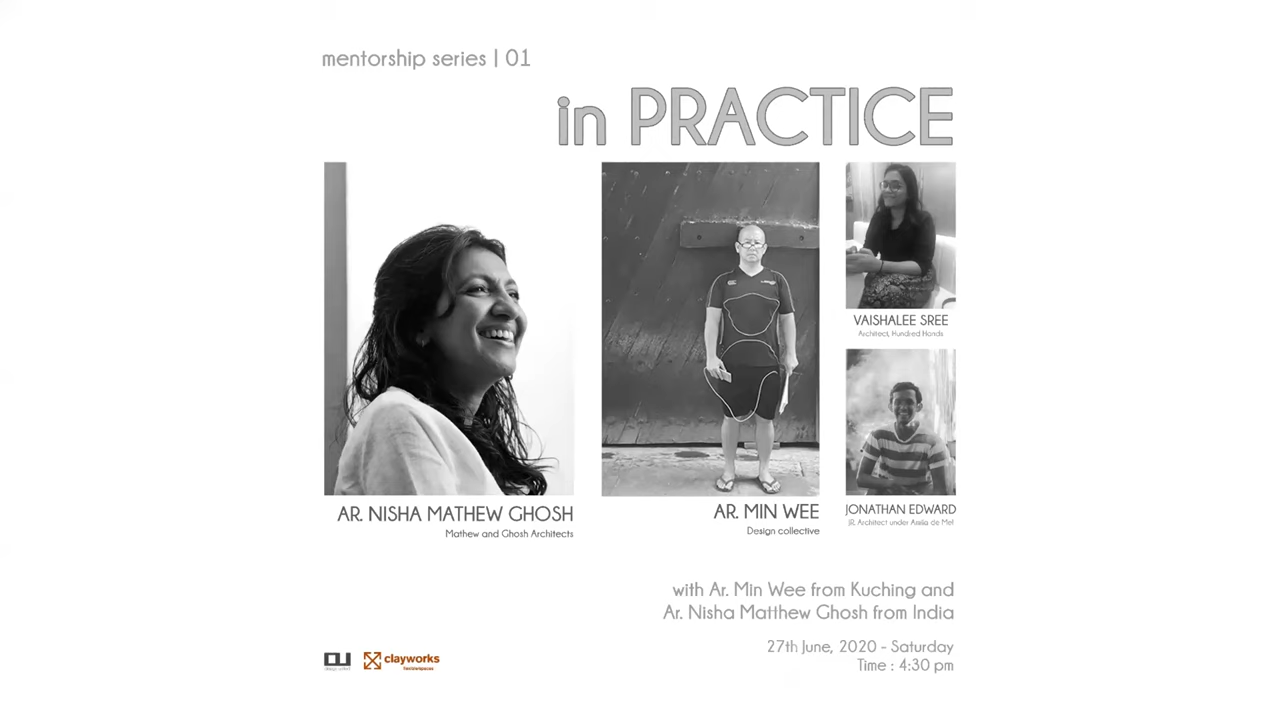 mentorship series | 01
in PRACTICE
AR. NISHA MATHEW GHOSH
Mathew and Ghosh Architects
AR. MIN WEE
Design collective
VAISHALEE SREE
Architect, Hundred Hands
JONATHAN EDWARD
JR. Architect under Anila de Mel
with Ar. Min Wee from Kuching and
Ar. Nisha Matthew Ghosh from India
27th June, 2020 - Saturday
Time : 4:30 pm
clayworks